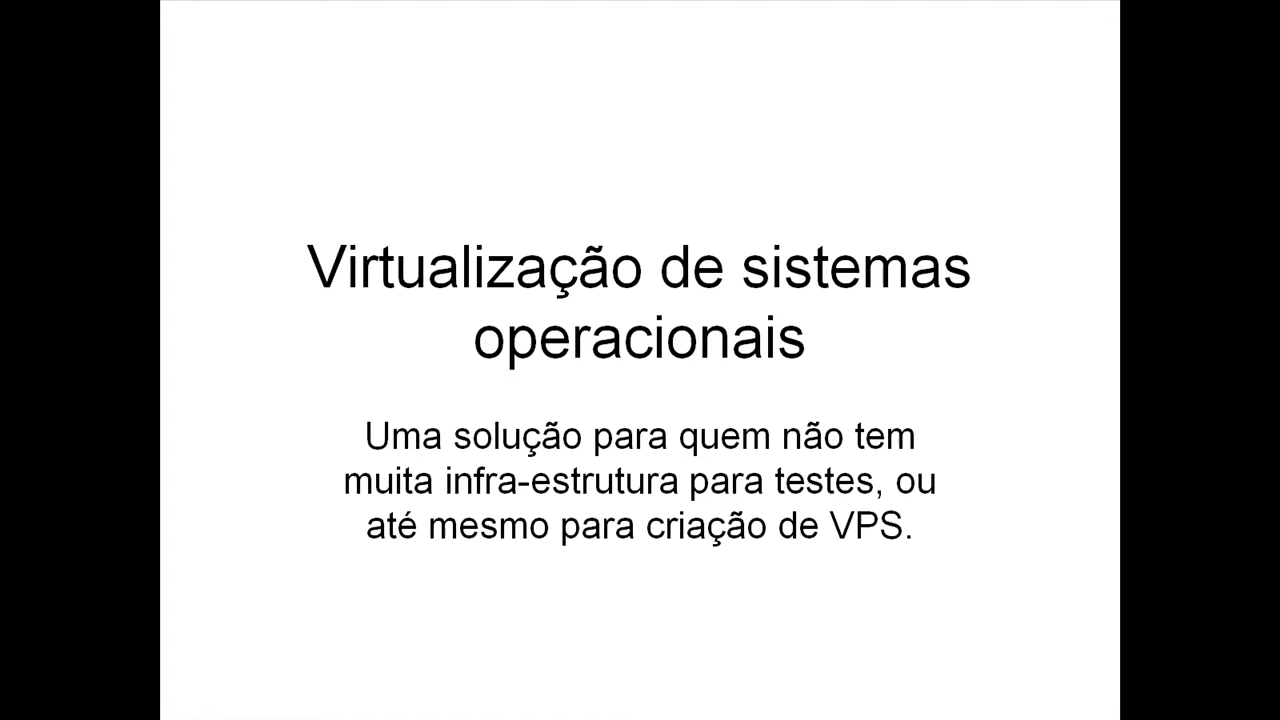 Virtualização de sistemas
operacionais
Uma solução para quem não tem
muita infra-estrutura para testes, ou
até mesmo para criação de VPS.